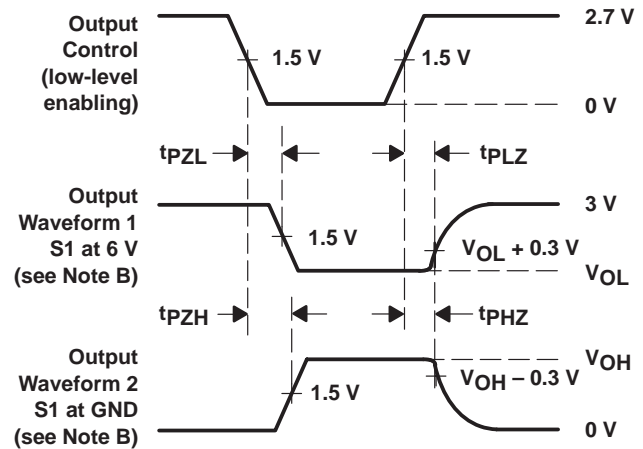 Output
Control
(low-level
enabling)
2.7 V
1.5 V
1.5 V
0 V
tPZL
tPLZ
Output
Waveform 1
S1 at 6 V
(see Note B)
3 V
1.5 V
VOL + 0.3 V
VOL
tPZH
tPHZ
Output
Waveform 2
S1 at GND
(see Note B)
VOH
1.5 V
VOH – 0.3 V
0 V